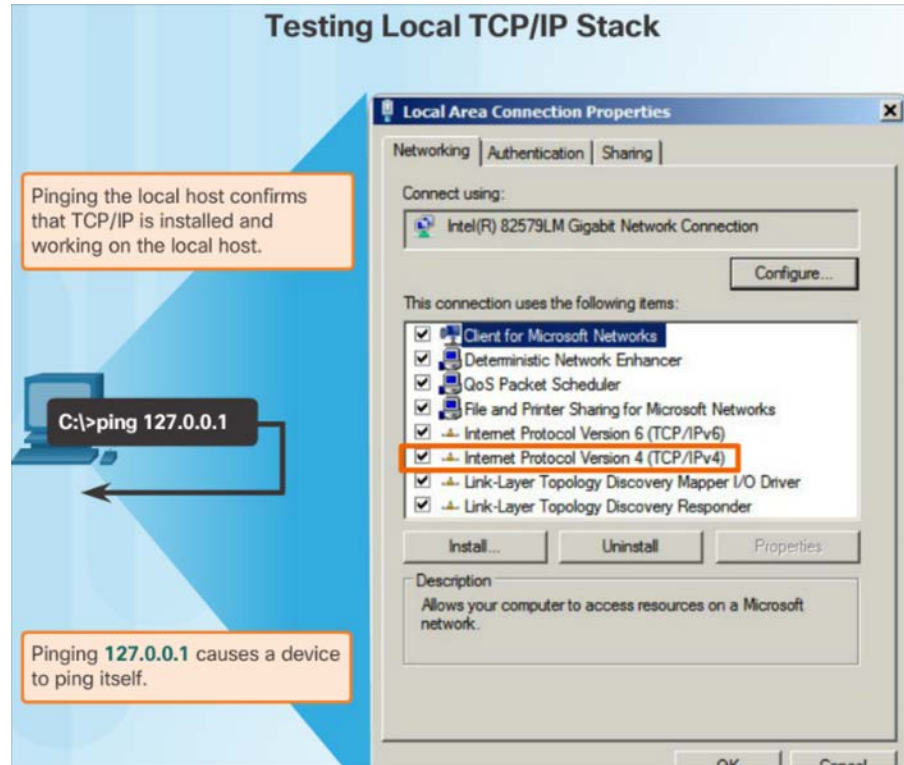 Testing Local TCP/IP Stack
Pinging the local host confirms
that TCP/IP is installed and
working on the local host.
C:\>ping 127.0.0.1
Pinging 127.0.0.1 causes a device
to ping itself.
Local Area Connection Properties
Networking Authentication Sharing
Connect using:
Intel(R) 82579LM Gigabit Network Connection
Configure...
This connection uses the following items:
Client for Microsoft Networks
Deterministic Network Enhancer
QoS Packet Scheduler
File and Printer Sharing for Microsoft Networks
Internet Protocol Version 6 (TCP/IPv6)
Internet Protocol Version 4 (TCP/IPv4)
Link-Layer Topology Discovery Mapper I/O Driver
Link-Layer Topology Discovery Responder
Install... Uninstall Properties
Description
Allows your computer to access resources on a Microsoft
network.
OK Cancel